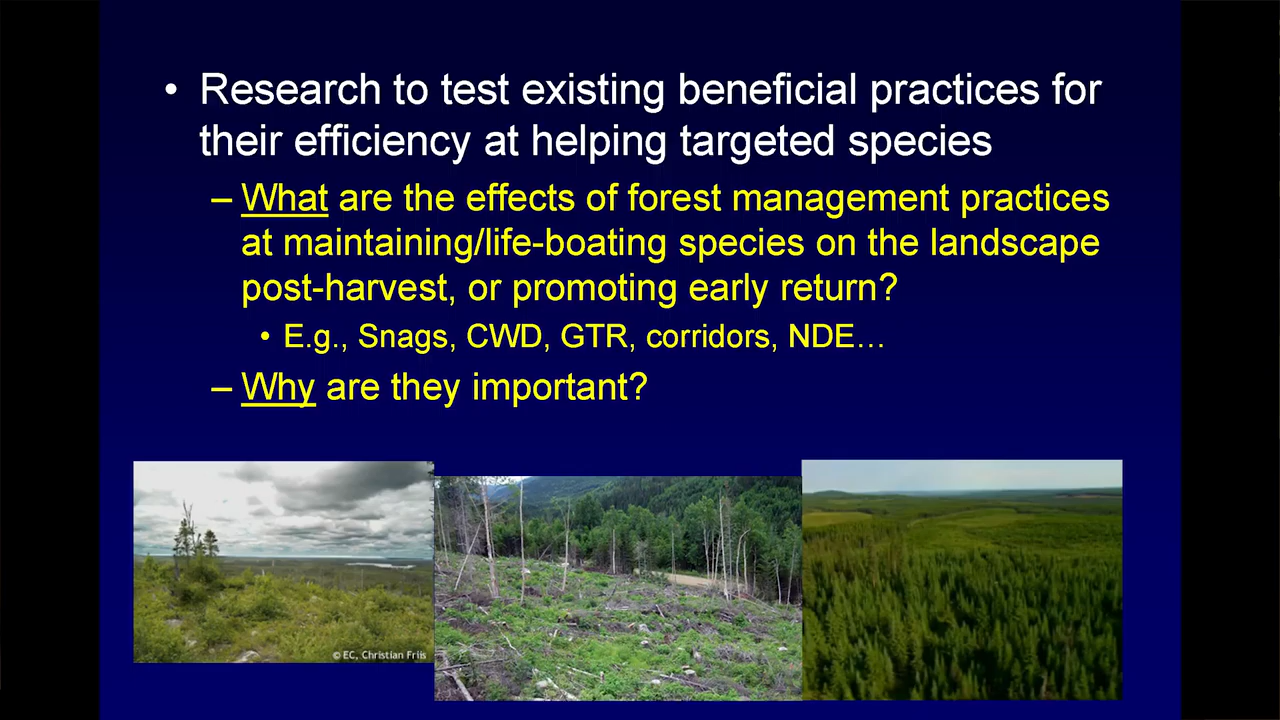 • Research to test existing beneficial practices for
their efficiency at helping targeted species
– What are the effects of forest management practices
at maintaining/life-boating species on the landscape
post-harvest, or promoting early return?
• E.g., Snags, CWD, GTR, corridors, NDE…
– Why are they important?
© EC, Christian Friis